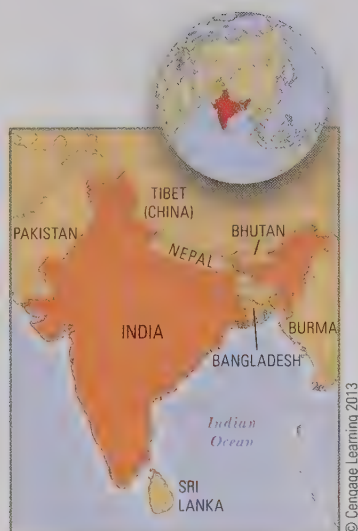 TIBET
(CHINA)
PAKISTAN
BHUTAN
NEPAL
INDIA
BURMA
BANGLADESH
Indian
Ocean
SRI
LANKA
© Cengage Learning 2013